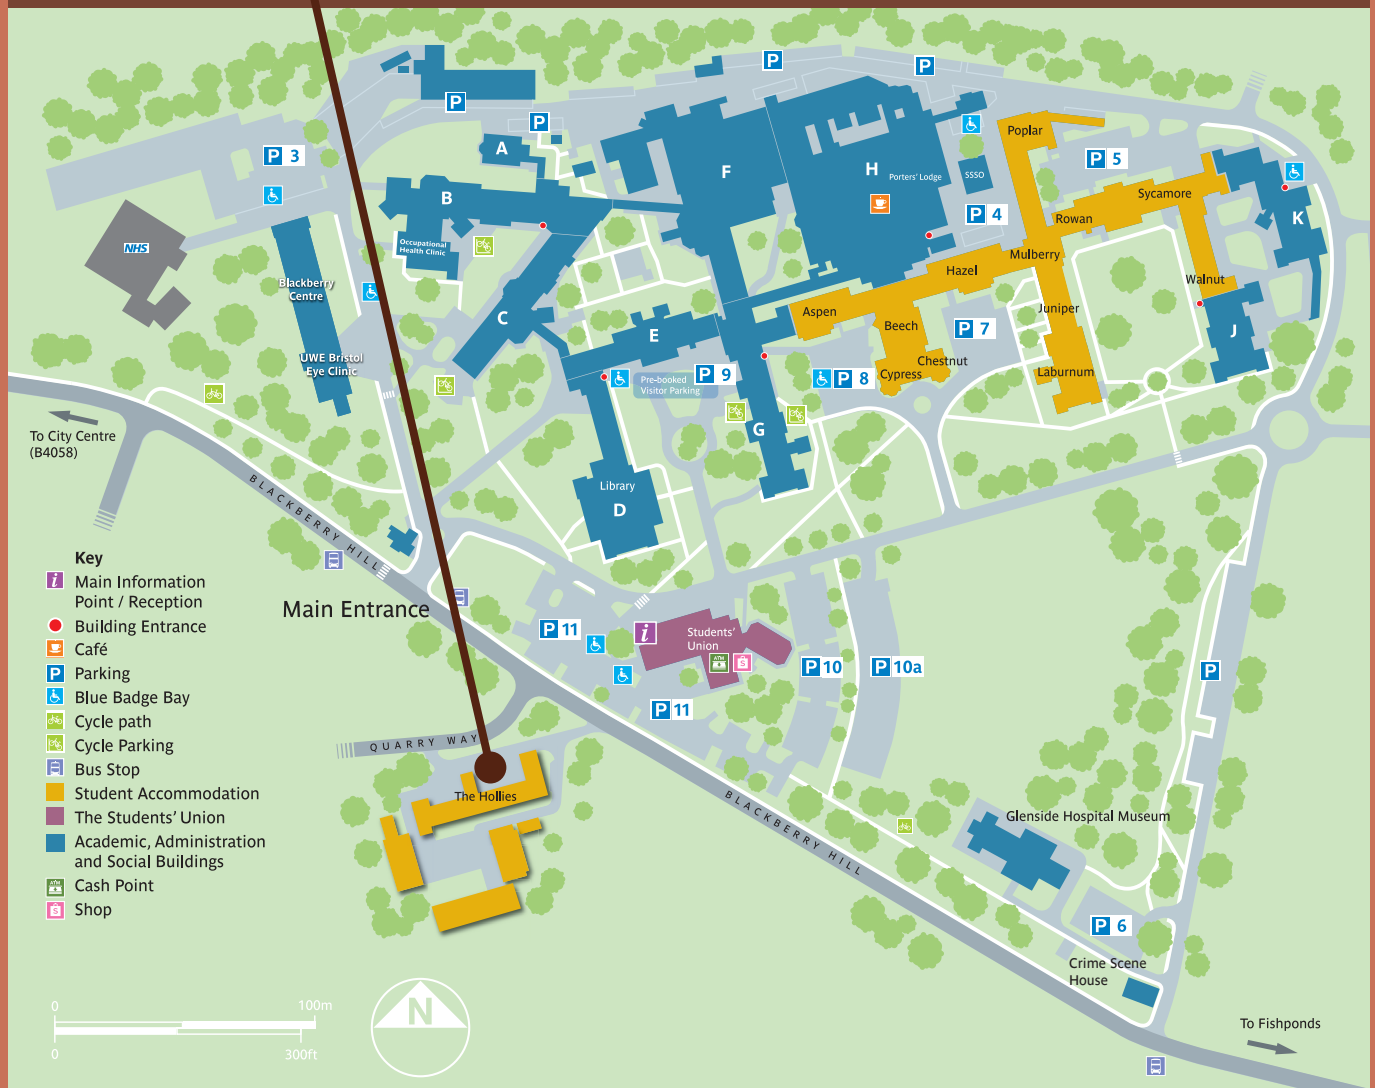 P
P
P
P
A
P 3
B
Occupational
Health Clinic
NHS
Blackberry
Centre
UWE Bristol
Eye Clinic
C
E
F
H
Porters' Lodge
SSSO
P 4
Poplar
P 5
Sycamore
Rowan
Mulberry
Hazel
K
Walnut
J
Juniper
Aspen
Beech
P 7
Chestnut
Cypress
Laburnum
P 8
P 9
Pre-booked
Visitor Parking
G
Library
D
To City Centre
(B4058)
BLACKBERRY HILL
Main Entrance
P 11
i
Students'
Union
ATM
S
P 10
P 10a
P 11
P
QUARRY WAY
The Hollies
BLACKBERRY HILL
Glenside Hospital Museum
P 6
Crime Scene
House
To Fishponds
Key
i Main Information
Point / Reception
Building Entrance
Café
P Parking
Blue Badge Bay
Cycle path
Cycle Parking
Bus Stop
Student Accommodation
The Students' Union
Academic, Administration
and Social Buildings
ATM Cash Point
S Shop
0 100m
0 300ft
N